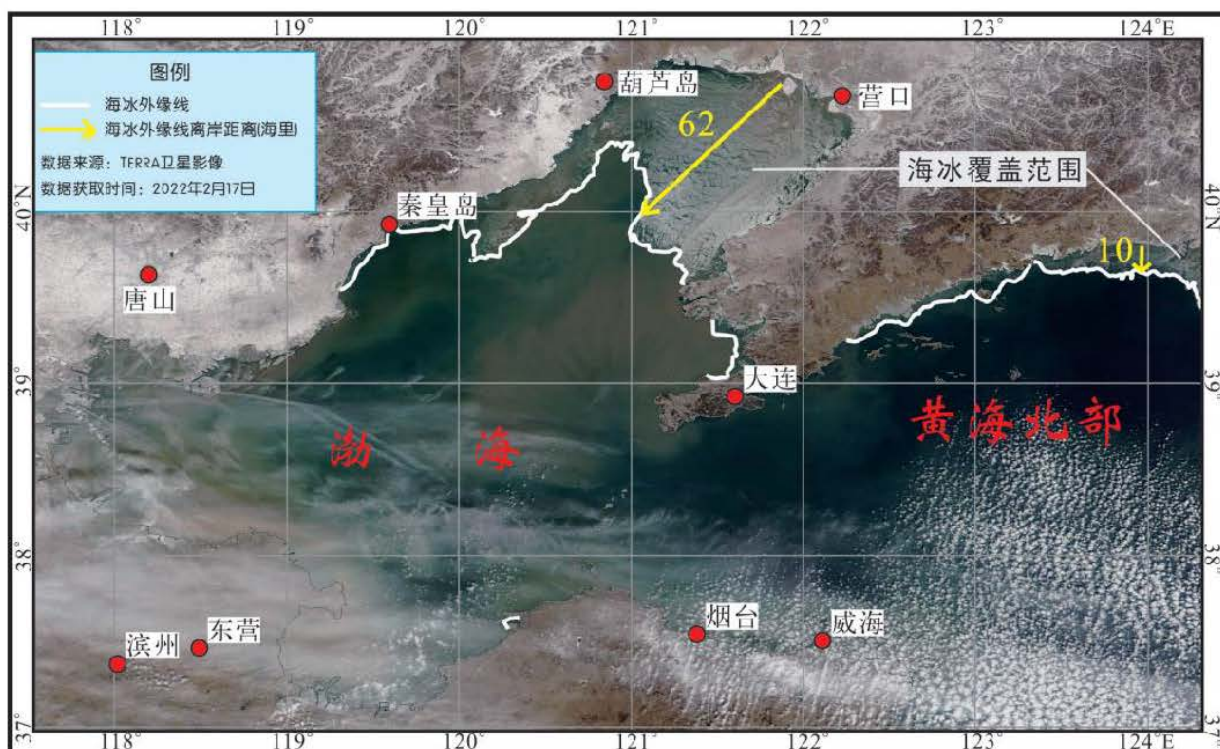 118° 119° 120° 121° 122° 123° 124°E
图例
海冰外缘线
海冰外缘线离岸距离(海里)
数据来源：TERRA卫星影像
数据获取时间：2022年2月17日
葫芦岛
营口
62
海冰覆盖范围
40°N
40°N
秦皇岛
10
唐山
39°
39°
大连
渤海
黄海北部
38°
38°
烟台
威海
东营
滨州
37°
37°
118° 119° 120° 121° 122° 123° 124°E